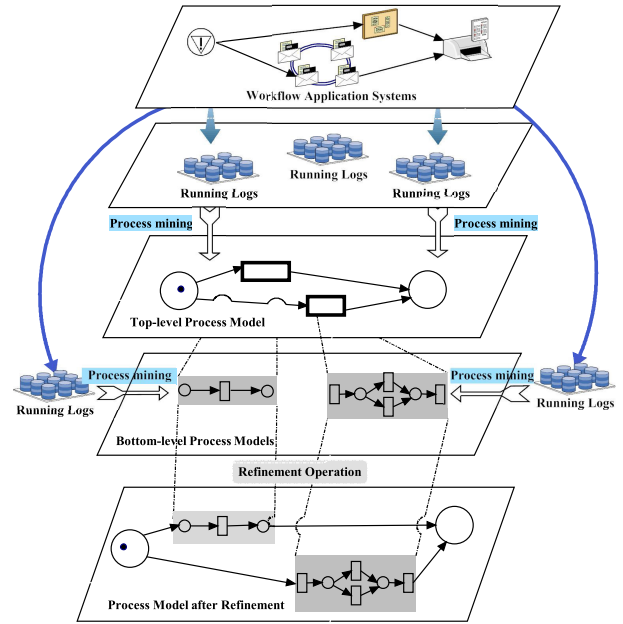 Workflow Application Systems
Running Logs
Running Logs
Running Logs
Process mining
Process mining
Top-level Process Model
Process mining
Process mining
Running Logs
Running Logs
Bottom-level Process Models
Refinement Operation
Process Model after Refinement